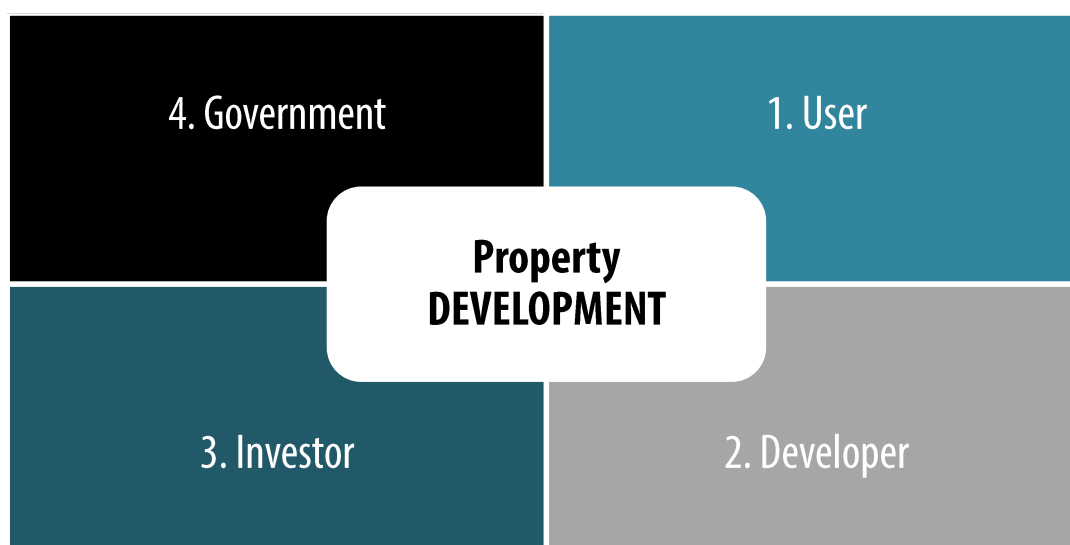 4. Government
1. User
Property
DEVELOPMENT
3. Investor
2. Developer